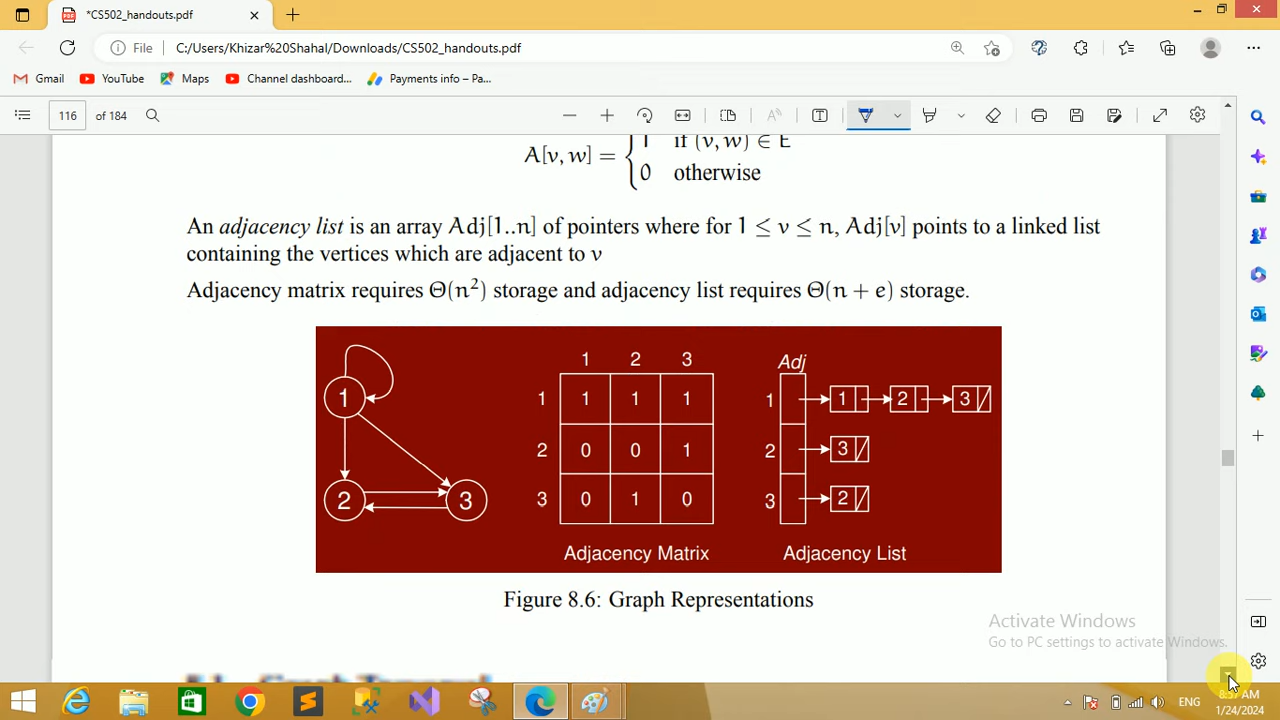 *CS502_handouts.pdf
File C:/Users/Khizar%20Shahal/Downloads/CS502_handouts.pdf
Gmail YouTube Maps Channel dashboard... Payments info – Pa...
116 of 184
A[v, w] = { 1 if (v, w) ∈ E
0 otherwise
An adjacency list is an array Adj[1..n] of pointers where for 1 ≤ v ≤ n, Adj[v] points to a linked list
containing the vertices which are adjacent to v
Adjacency matrix requires Θ(n²) storage and adjacency list requires Θ(n + e) storage.
1
2 3
1 2 3
1 1 1 1
2 0 0 1
3 0 1 0
Adjacency Matrix
Adj
1 1 2 3
2 3
3 2
Adjacency List
Figure 8.6: Graph Representations
Activate Windows
Go to PC settings to activate Windows.
ENG
8:57 AM
1/24/2024